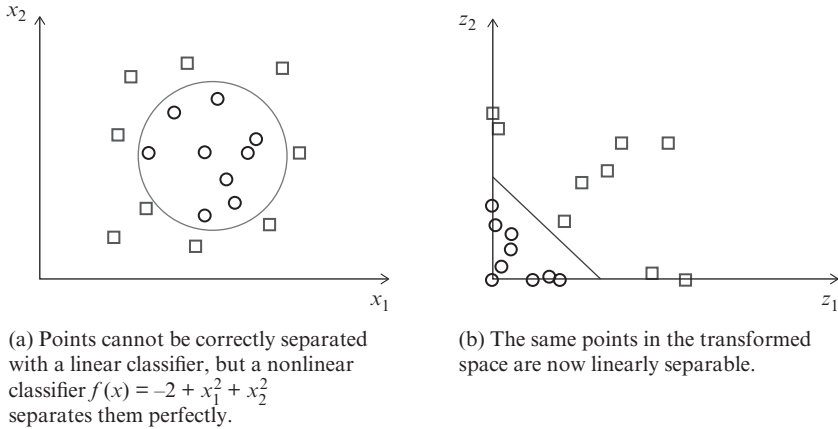 x₂
x₁
(a) Points cannot be correctly separated
with a linear classifier, but a nonlinear
classifier f(x) = –2 + x₁² + x₂²
separates them perfectly.
z₂
z₁
(b) The same points in the transformed
space are now linearly separable.